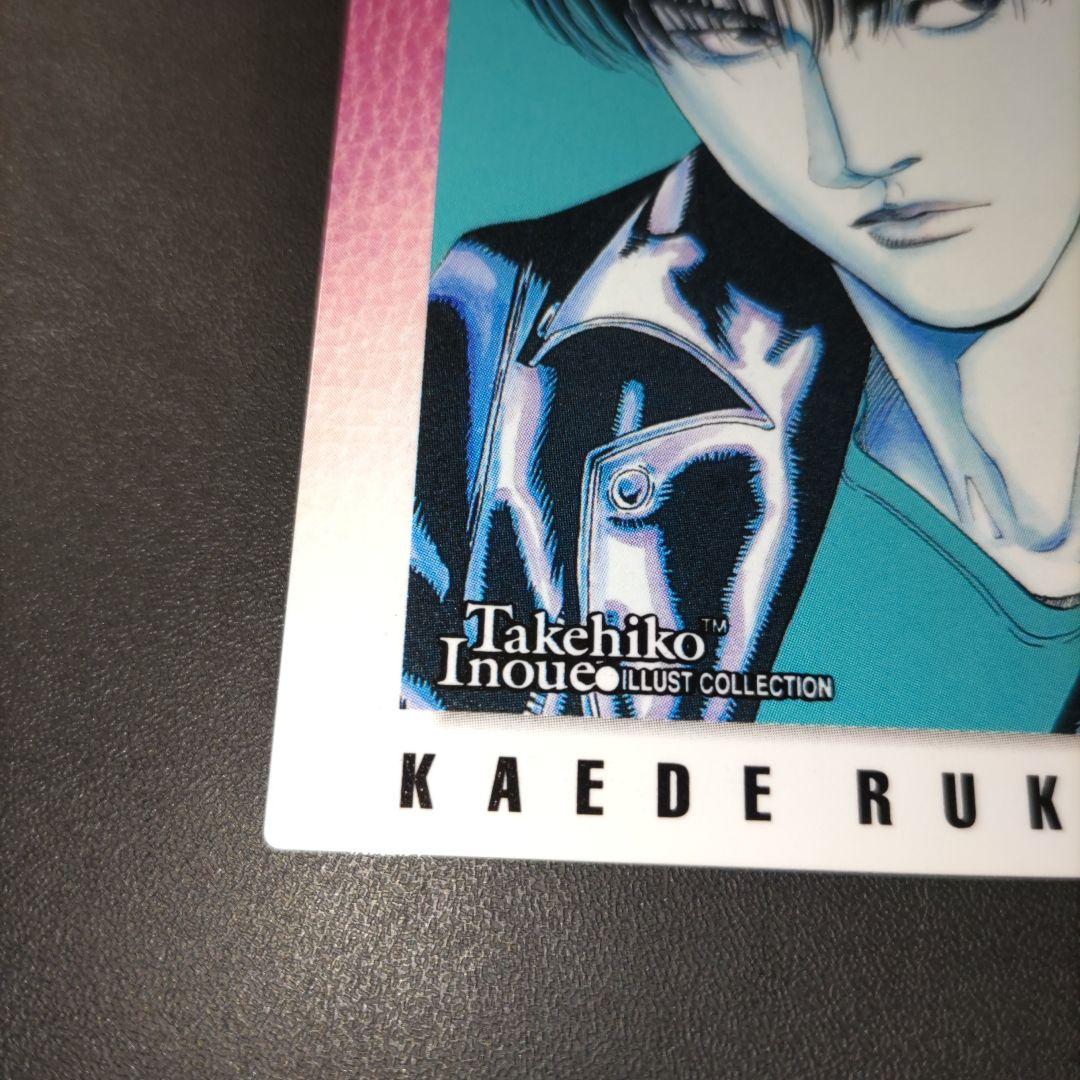 Takehiko™
Inoue●ILLUST COLLECTION
KAEDE RUK